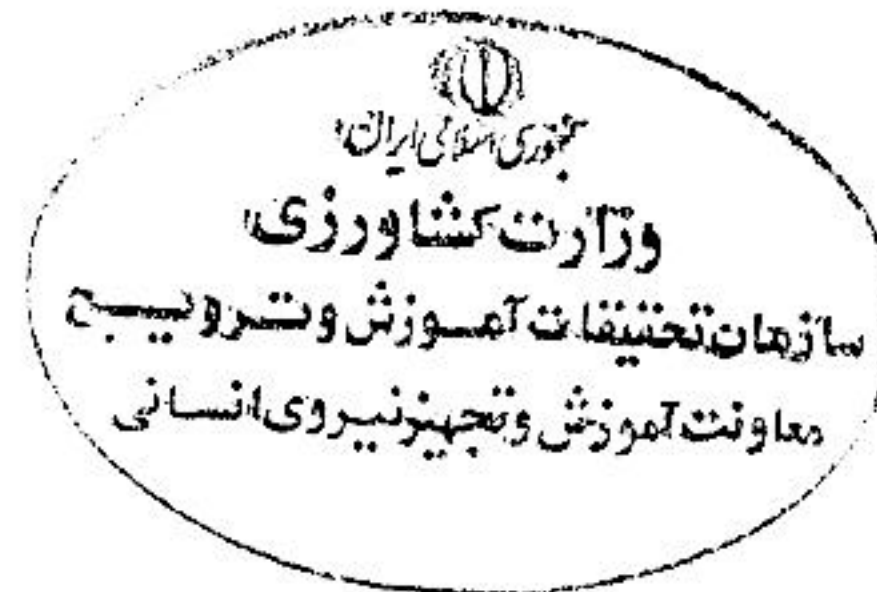 جمهوری اسلامی ایران
وزارت کشاورزی
سازمان تحقیقات آموزش و ترویج
معاونت آموزش و تجهیز نیروی انسانی